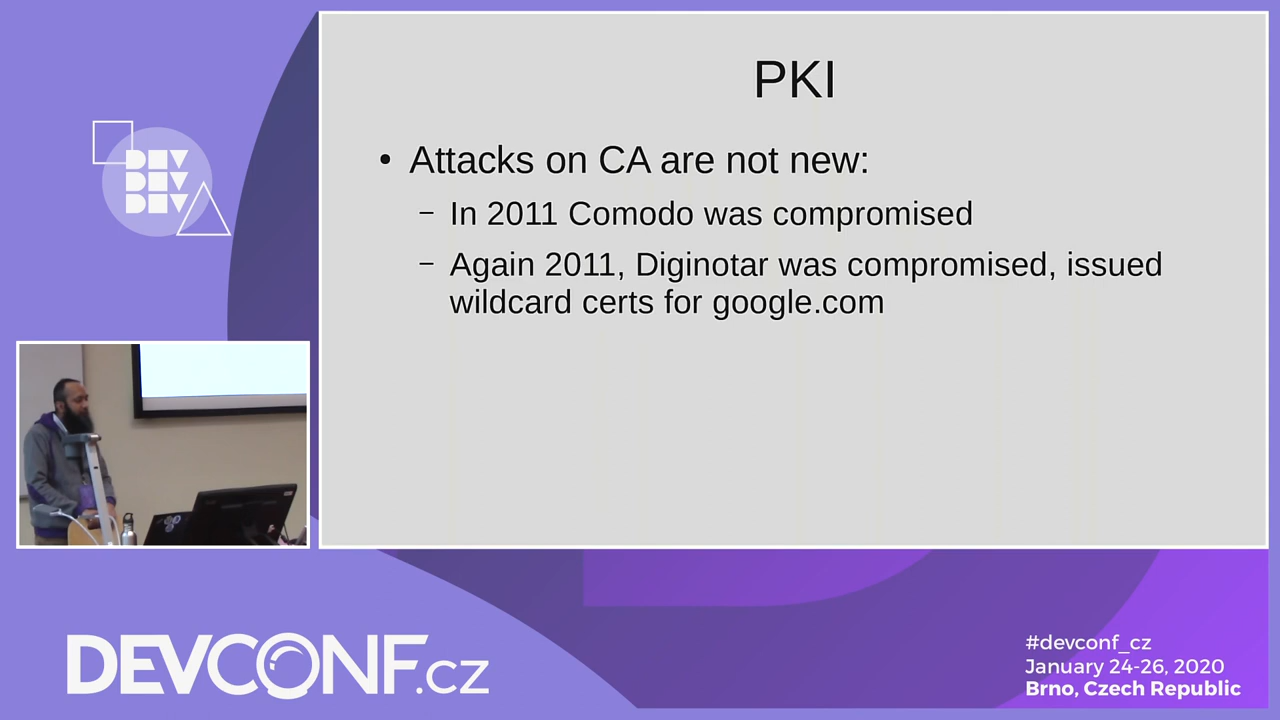 PKI
• Attacks on CA are not new:
– In 2011 Comodo was compromised
– Again 2011, Diginotar was compromised, issued
wildcard certs for google.com
DEV
DEV
DEV
DEVCONF.cz
#devconf_cz
January 24-26, 2020
Brno, Czech Republic